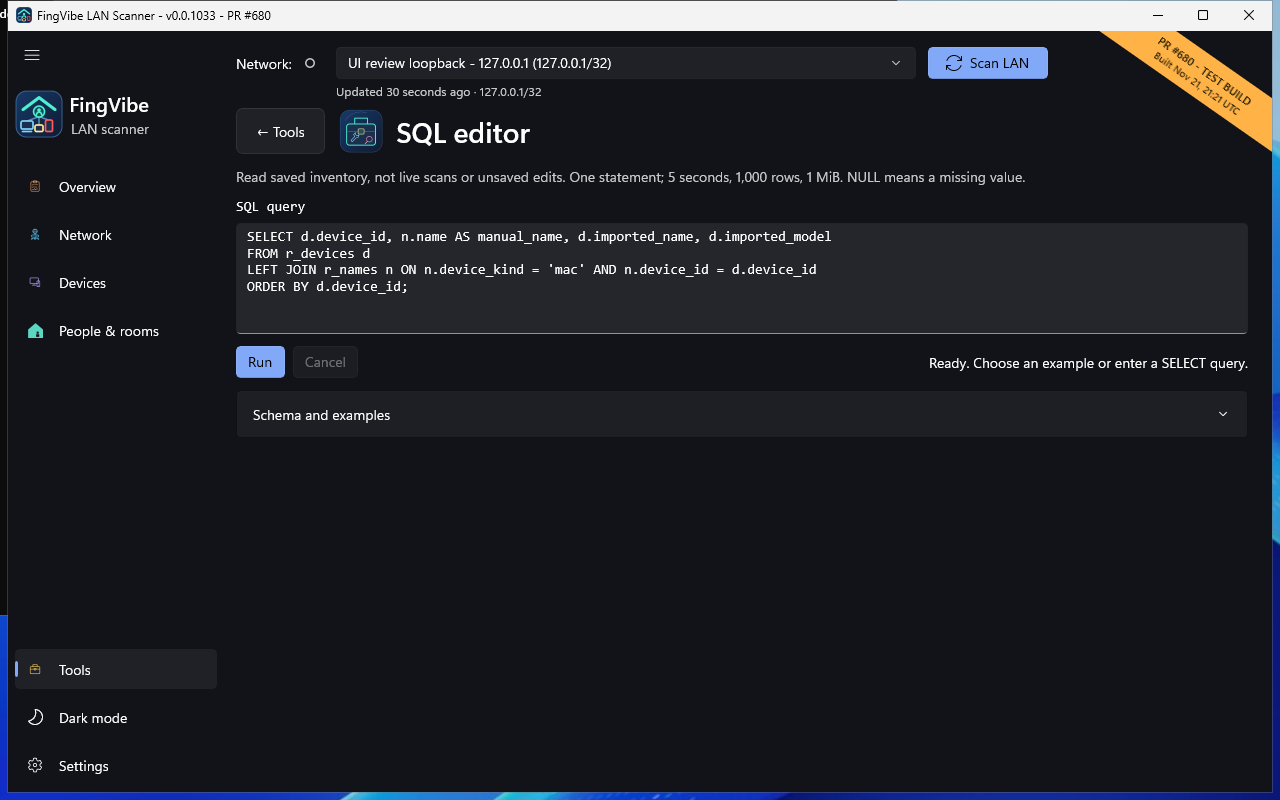 FingVibe LAN Scanner - v0.0.1033 - PR #680
PR #680 - TEST BUILD
Built Nov 21, 21:21 UTC
Network:
UI review loopback - 127.0.0.1 (127.0.0.1/32)
Scan LAN
Updated 30 seconds ago · 127.0.0.1/32
FingVibe
LAN scanner
← Tools
SQL editor
Read saved inventory, not live scans or unsaved edits. One statement; 5 seconds, 1,000 rows, 1 MiB. NULL means a missing value.
SQL query
SELECT d.device_id, n.name AS manual_name, d.imported_name, d.imported_model
FROM r_devices d
LEFT JOIN r_names n ON n.device_kind = 'mac' AND n.device_id = d.device_id
ORDER BY d.device_id;
Run
Cancel
Ready. Choose an example or enter a SELECT query.
Schema and examples
Overview
Network
Devices
People & rooms
Tools
Dark mode
Settings